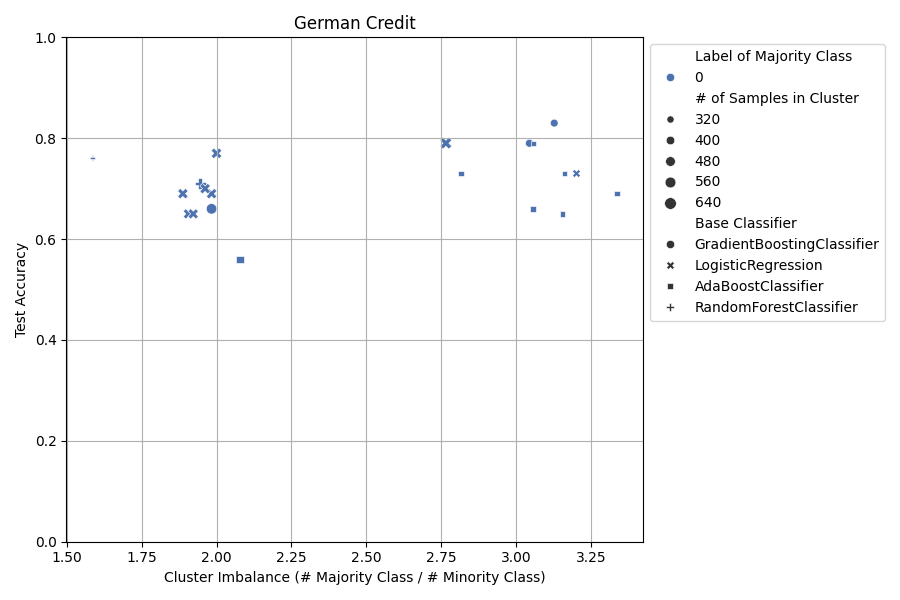 German Credit
1.0
0.8
0.6
0.4
0.2
0.0
Test Accuracy
1.50 1.75 2.00 2.25 2.50 2.75 3.00 3.25
Cluster Imbalance (# Majority Class / # Minority Class)
Label of Majority Class
0
# of Samples in Cluster
320
400
480
560
640
Base Classifier
GradientBoostingClassifier
LogisticRegression
AdaBoostClassifier
RandomForestClassifier